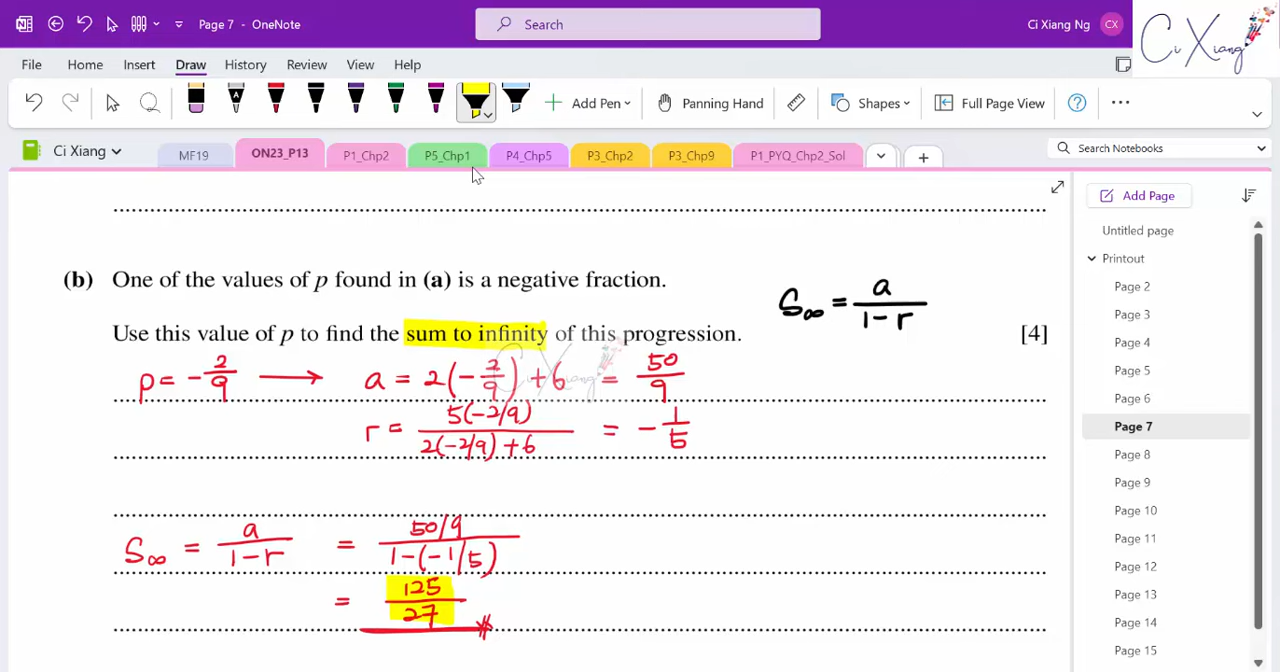 Page 7 - OneNote
Search
Ci Xiang Ng
CX
Ci Xiang
File Home Insert Draw History Review View Help
Add Pen
Panning Hand
Shapes
Full Page View
Ci Xiang
MF19
ON23_P13
P1_Chp2
P5_Chp1
P4_Chp5
P3_Chp2
P3_Chp9
P1_PYQ_Chp2_Sol
Search Notebooks
Add Page
Untitled page
Printout
Page 2
Page 3
Page 4
Page 5
Page 6
Page 7
Page 8
Page 9
Page 10
Page 11
Page 12
Page 13
Page 14
Page 15
(b) One of the values of p found in (a) is a negative fraction.
S∞ = a/(1-r)
Use this value of p to find the sum to infinity of this progression. [4]
Ci Xiang
p = -2/9 → a = 2(-2/9) + 6 = 50/9
r = 5(-2/9) / (2(-2/9)+6) = -1/5
S∞ = a/(1-r) = (50/9)/(1-(-1/5))
= 125/27